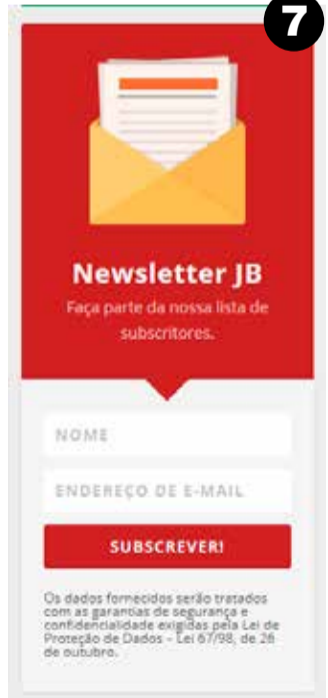 7
Newsletter JB
Faça parte da nossa lista de
subscritores.
NOME
ENDEREÇO DE E-MAIL
SUBSCREVER!
Os dados fornecidos serão tratados
com as garantias de segurança e
confidencialidade exigidas pela Lei de
Proteção de Dados - Lei 67/98, de 26
de outubro.